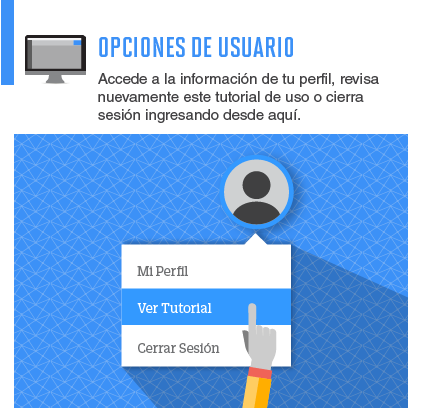 OPCIONES DE USUARIO
Accede a la información de tu perfil, revisa
nuevamente este tutorial de uso o cierra
sesión ingresando desde aquí.
Mi Perfil
Ver Tutorial
Cerrar Sesión